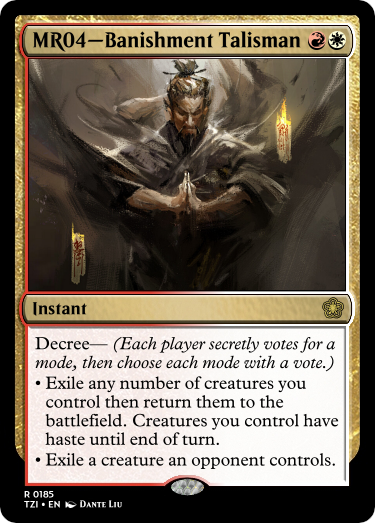 MR04—Banishment Talisman
Instant
Decree— (Each player secretly votes for a
mode, then choose each mode with a vote.)
• Exile any number of creatures you
control then return them to the
battlefield. Creatures you control have
haste until end of turn.
• Exile a creature an opponent controls.
R 0185
TZI • EN Dante Liu